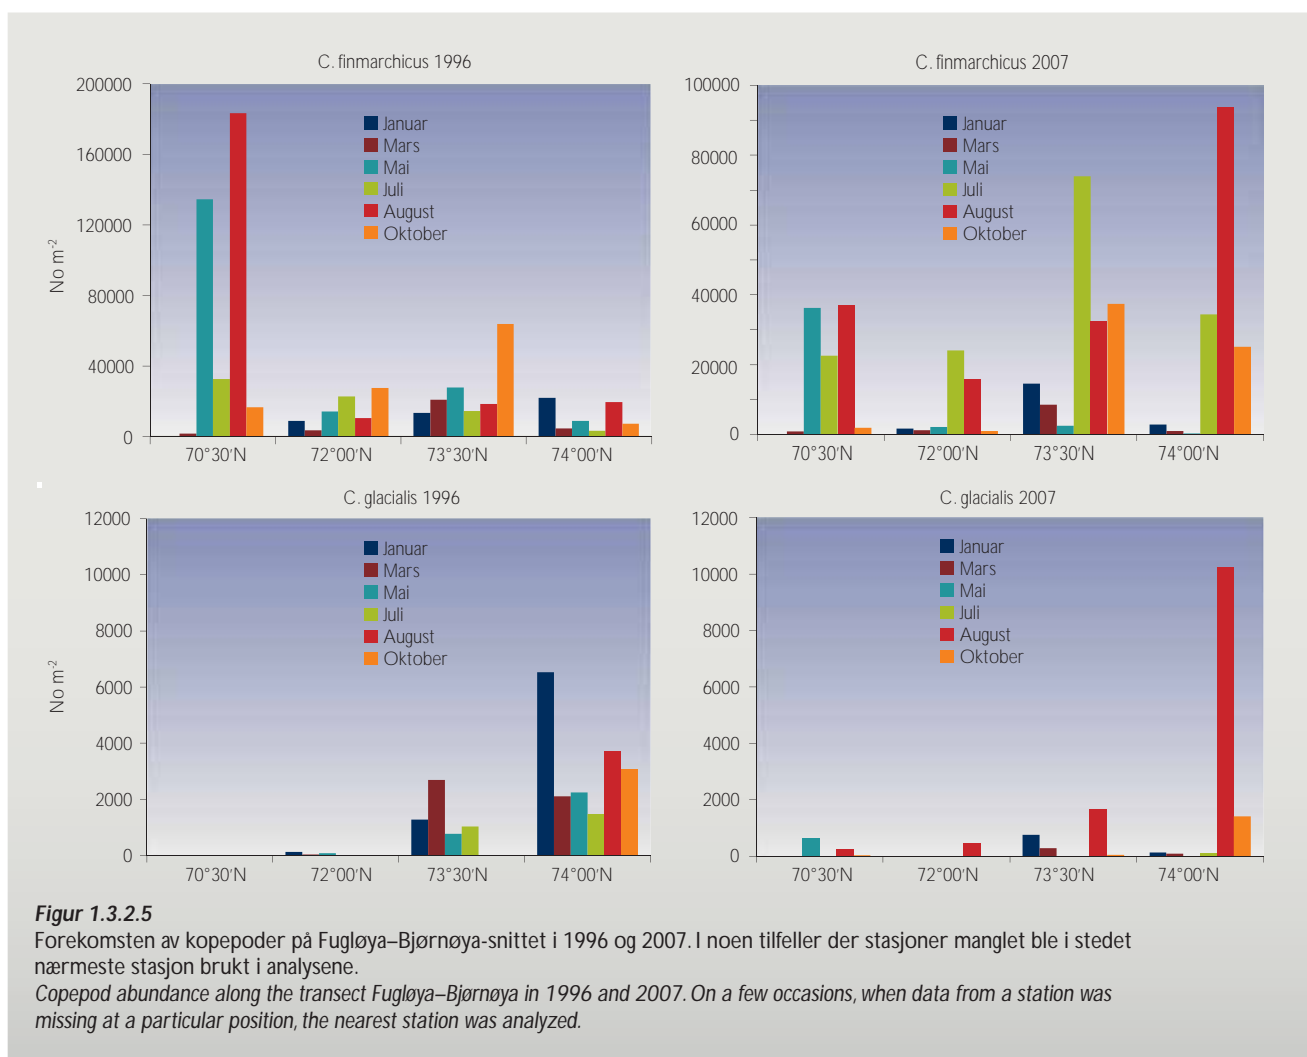 C. finmarchicus 1996
200000
160000
120000
80000
40000
0
No m-2
Januar
Mars
Mai
Juli
August
Oktober
70°30'N
72°00'N
73°30'N
74°00'N
C. finmarchicus 2007
100000
80000
60000
40000
20000
0
Januar
Mars
Mai
Juli
August
Oktober
70°30'N
72°00'N
73°30'N
74°00'N
C. glacialis 1996
12000
10000
8000
6000
4000
2000
0
No m-2
Januar
Mars
Mai
Juli
August
Oktober
70°30'N
72°00'N
73°30'N
74°00'N
C. glacialis 2007
12000
10000
8000
6000
4000
2000
0
Januar
Mars
Mai
Juli
August
Oktober
70°30'N
72°00'N
73°30'N
74°00'N
Figur 1.3.2.5
Forekomsten av kopepoder på Fugløya–Bjørnøya-snittet i 1996 og 2007. I noen tilfeller der stasjoner manglet ble i stedet
nærmeste stasjon brukt i analysene.
Copepod abundance along the transect Fugløya–Bjørnøya in 1996 and 2007. On a few occasions, when data from a station was
missing at a particular position, the nearest station was analyzed.